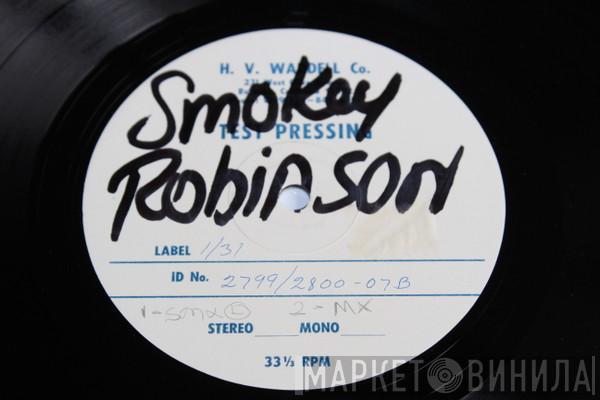 H. V. WADDELL Co.
TEST PRESSING
SMOKEY
ROBINSON
LABEL 1/31
ID No. 2799/2800-07B
2-MX
STEREO MONO
33⅓ RPM
МАРКЕТ ВИНИЛА